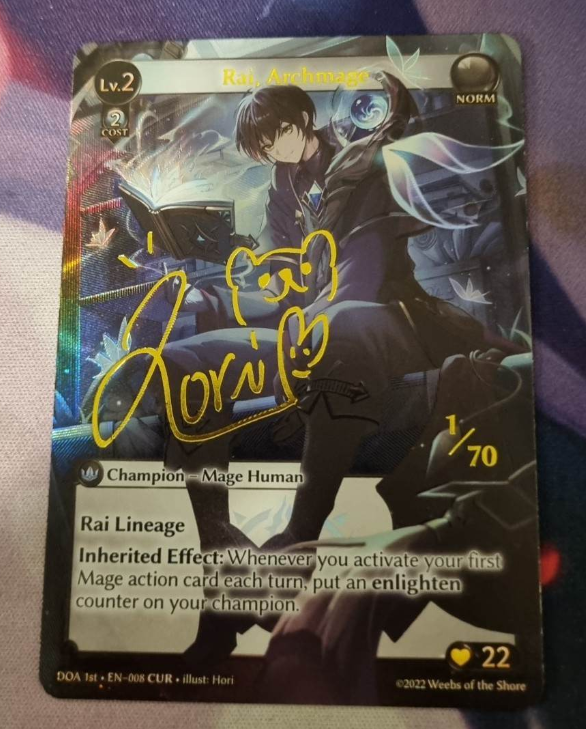 Lv.2
Rai, Archmage
NORM
2
COST
Hori
1/70
Champion – Mage Human
Rai Lineage
Inherited Effect: Whenever you activate your first
Mage action card each turn, put an enlighten
counter on your champion.
22
DOA 1st • EN-008 CUR • illust: Hori
©2022 Weebs of the Shore